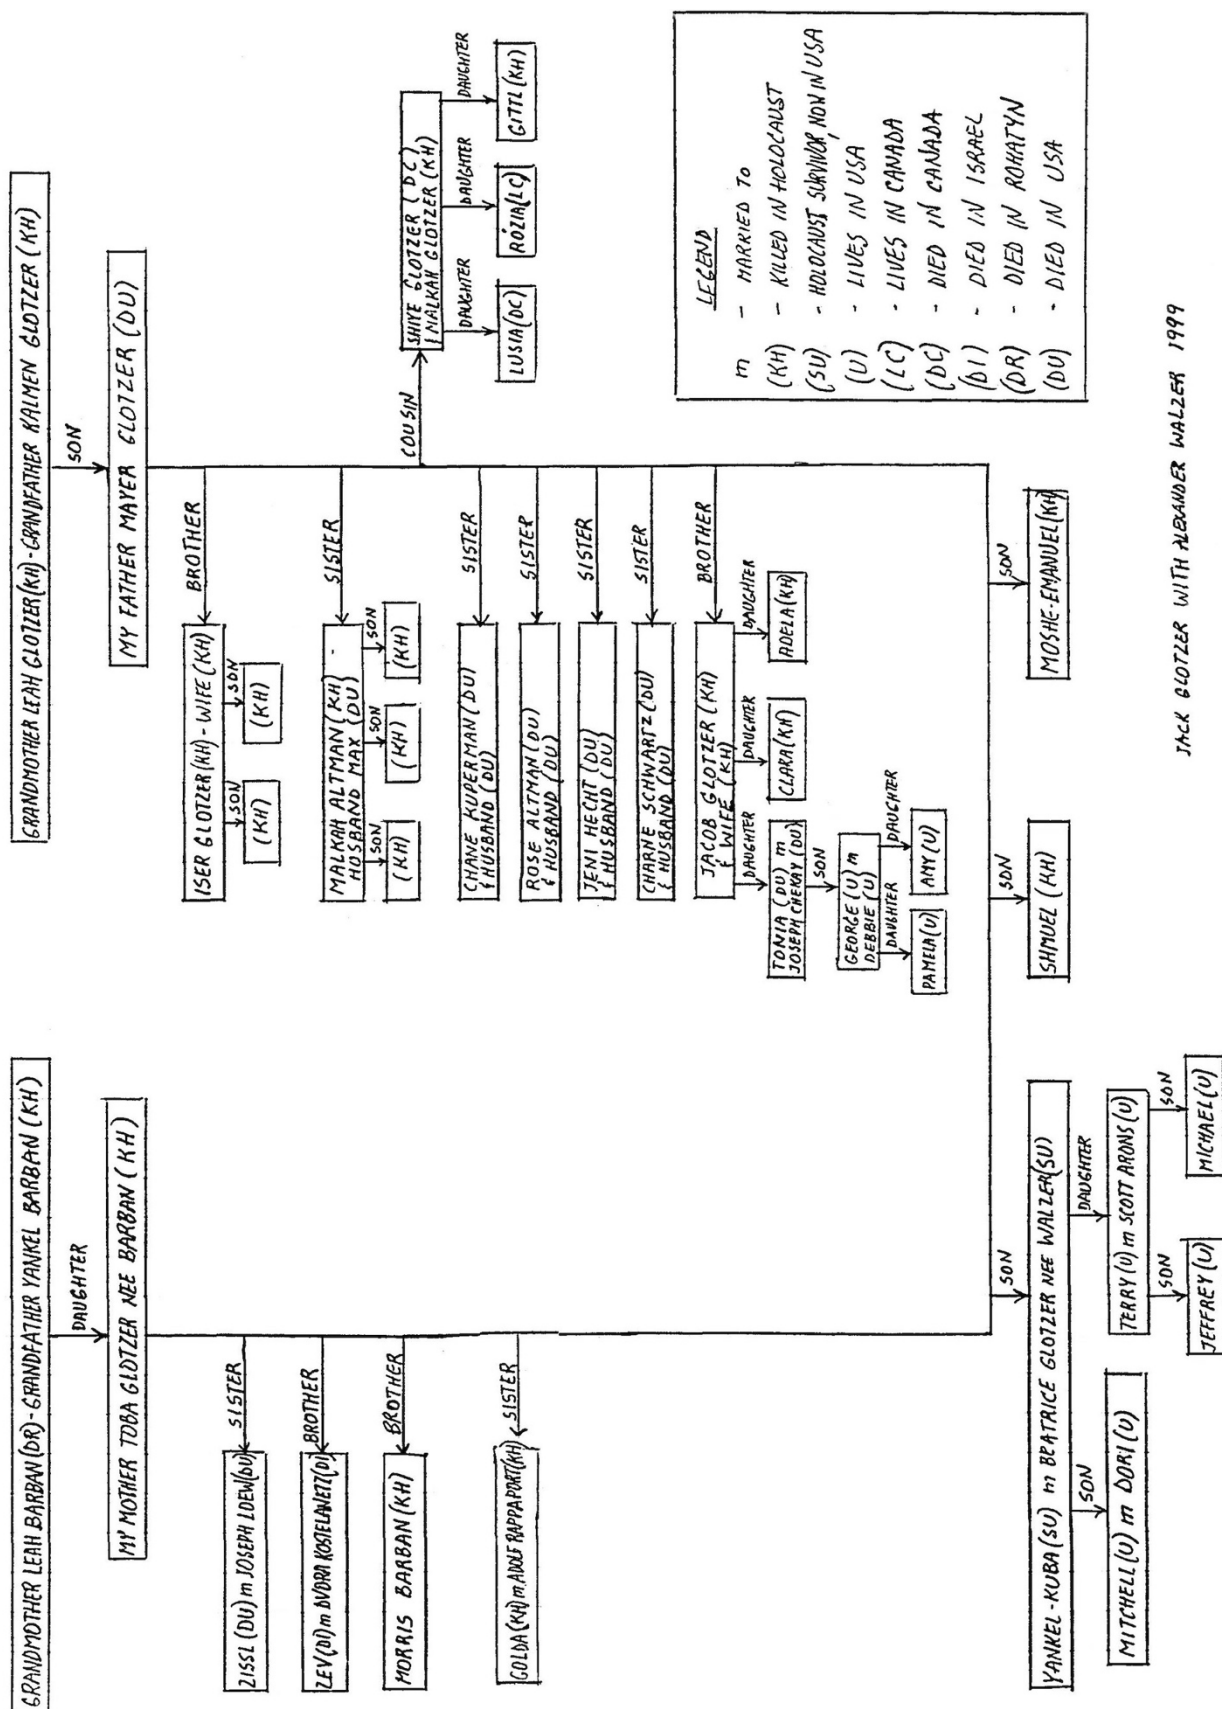 GRANDMOTHER LEAH BARBAN (DR) - GRANDFATHER YANKEL BARBAN (KH)
DAUGHTER
MY MOTHER TOBA GLOTZER NEE BARBAN (KH)
SISTER
ZISSL (DU) m JOSEPH LOEW (DU)
BROTHER
ZEV (DI) m DVORA KOSTELANETZ (DI)
BROTHER
MORRIS BARBAN (KH)
SISTER
GOLDA (KH) m ADOLF RAPPAPORT (KH)
GRANDMOTHER LEAH GLOTZER (KH) - GRANDFATHER KALMEN GLOTZER (KH)
SON
MY FATHER MAYER GLOTZER (DU)
BROTHER
ISER GLOTZER (KH) - WIFE (KH)
SON
SON
(KH)
(KH)
SISTER
MALKAH ALTMAN (KH) -
HUSBAND MAX (DU)
SON
SON
SON
(KH)
(KH)
(KH)
COUSIN
SHIYE GLOTZER (DC)
MALKAH GLOTZER (KH)
DAUGHTER
DAUGHTER
DAUGHTER
LUSIA (DC)
RÓZIA (LC)
GITTL (KH)
SISTER
CHANE KUPERMAN (DU)
& HUSBAND (DU)
SISTER
ROSE ALTMAN (DU)
& HUSBAND (DU)
SISTER
JENI HECHT (DU)
& HUSBAND (DU)
SISTER
CHARNE SCHWARTZ (DU)
& HUSBAND (DU)
BROTHER
JACOB GLOTZER (KH)
& WIFE (KH)
DAUGHTER
DAUGHTER
DAUGHTER
TONIA (DU) m
JOSEPH CHEKAY (DU)
CLARA (KH)
ADELA (KH)
SON
GEORGE (U) m
DEBBIE (U)
DAUGHTER
DAUGHTER
PAMELA (U)
AMY (U)
SON
SON
SON
YANKEL-KUBA (SU) m BEATRICE GLOTZER NEE WALZER (SU)
SHMUEL (KH)
MOSHE-EMANUEL (KH)
SON
DAUGHTER
MITCHELL (U) m DORI (U)
TERRY (U) m SCOTT ARONS (U)
SON
SON
JEFFREY (U)
MICHAEL (U)
LEGEND
m - MARRIED TO
(KH) - KILLED IN HOLOCAUST
(SU) - HOLOCAUST SURVIVOR, NOW IN USA
(U) - LIVES IN USA
(LC) - LIVES IN CANADA
(DC) - DIED IN CANADA
(DI) - DIED IN ISRAEL
(DR) - DIED IN ROHATYN
(DU) - DIED IN USA
JACK GLOTZER WITH ALEXANDER WALZER 1999